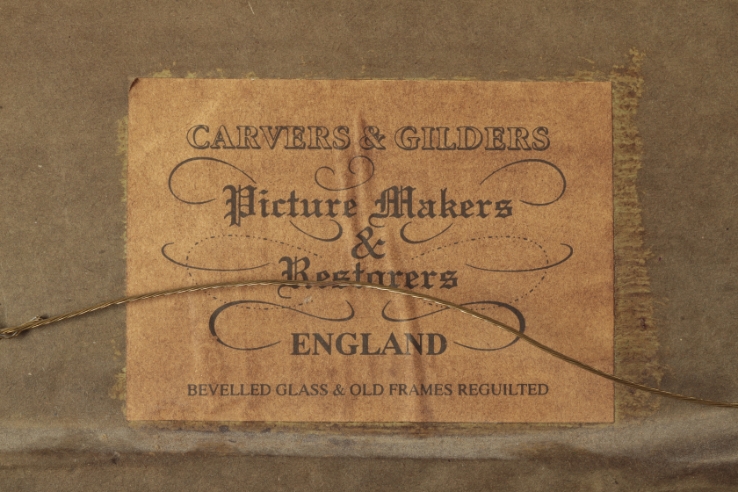 CARVERS & GILDERS
Picture Makers
&
Restorers
ENGLAND
BEVELLED GLASS & OLD FRAMES REGUILTED